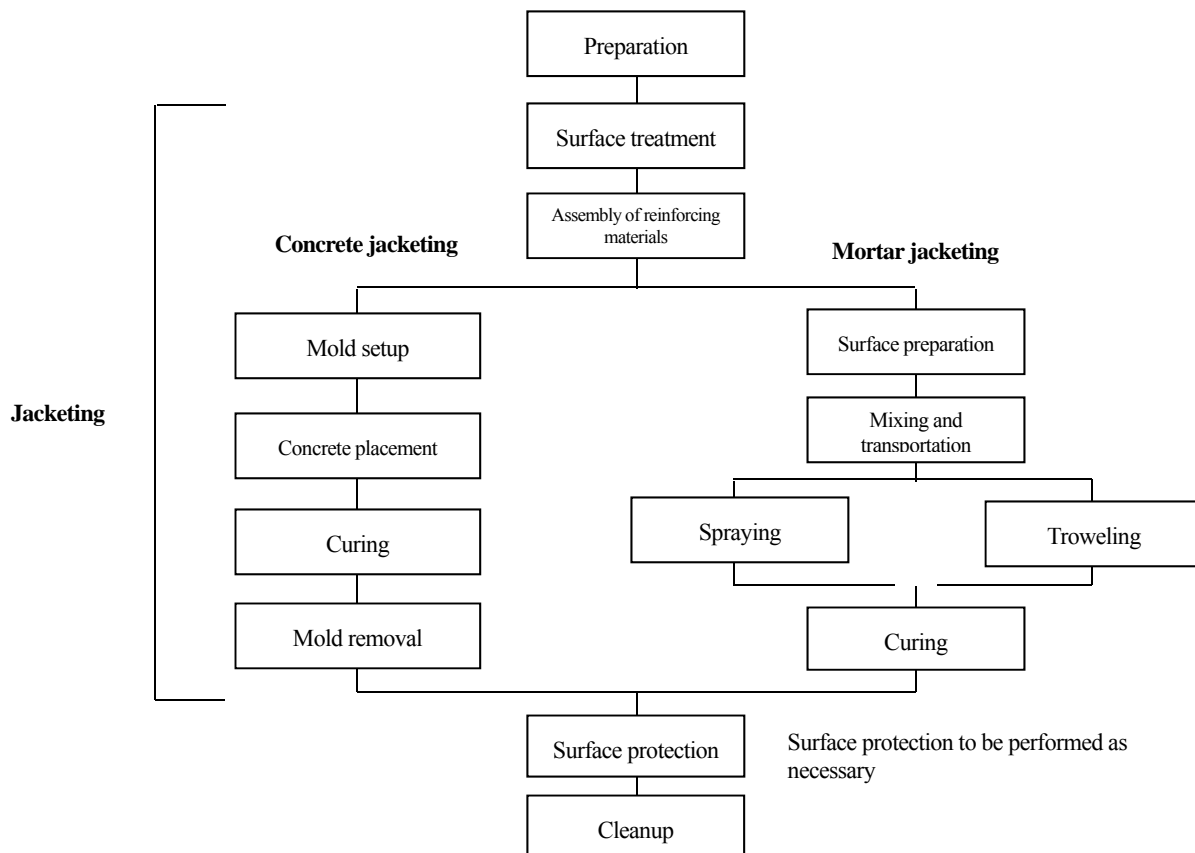 Preparation
Surface treatment
Assembly of reinforcing
materials
Concrete jacketing
Mortar jacketing
Mold setup
Surface preparation
Jacketing
Concrete placement
Mixing and
transportation
Spraying
Troweling
Curing
Mold removal
Curing
Surface protection
Surface protection to be performed as
necessary
Cleanup